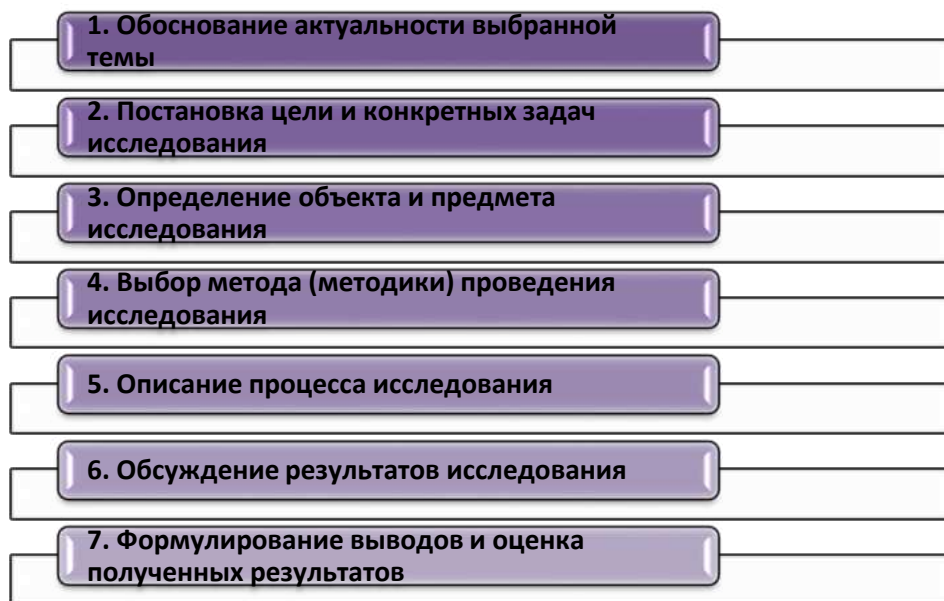 1. Обоснование актуальности выбранной
темы
2. Постановка цели и конкретных задач
исследования
3. Определение объекта и предмета
исследования
4. Выбор метода (методики) проведения
исследования
5. Описание процесса исследования
6. Обсуждение результатов исследования
7. Формулирование выводов и оценка
полученных результатов